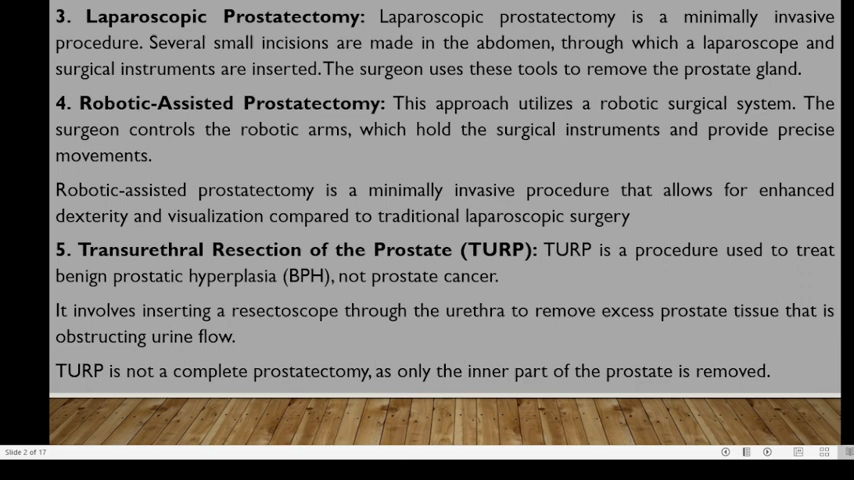 3. Laparoscopic Prostatectomy: Laparoscopic prostatectomy is a minimally invasive
procedure. Several small incisions are made in the abdomen, through which a laparoscope and
surgical instruments are inserted. The surgeon uses these tools to remove the prostate gland.
4. Robotic-Assisted Prostatectomy: This approach utilizes a robotic surgical system. The
surgeon controls the robotic arms, which hold the surgical instruments and provide precise
movements.
Robotic-assisted prostatectomy is a minimally invasive procedure that allows for enhanced
dexterity and visualization compared to traditional laparoscopic surgery
5. Transurethral Resection of the Prostate (TURP): TURP is a procedure used to treat
benign prostatic hyperplasia (BPH), not prostate cancer.
It involves inserting a resectoscope through the urethra to remove excess prostate tissue that is
obstructing urine flow.
TURP is not a complete prostatectomy, as only the inner part of the prostate is removed.
Slide 2 of 17